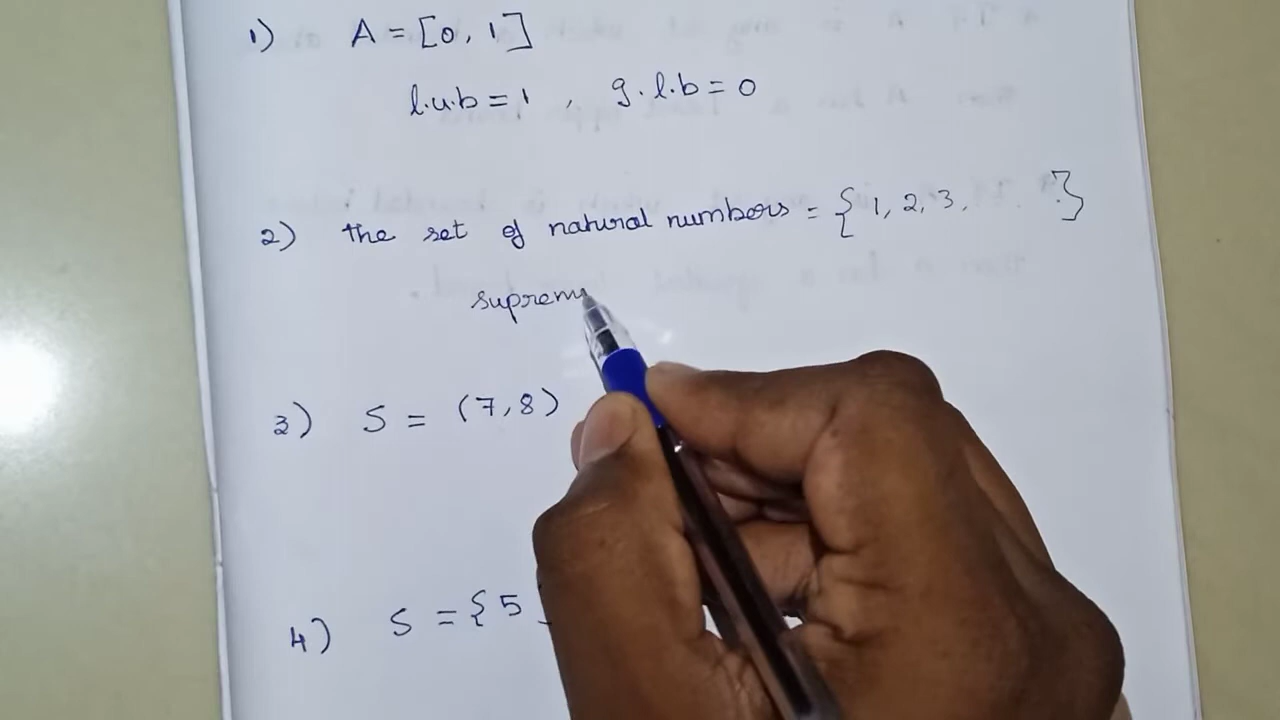 1) A = [0, 1]
l.u.b = 1 , g.l.b = 0
2) the set of natural numbers = {1, 2, 3, . . }
suprem
3) S = (7,8)
4) S = {5